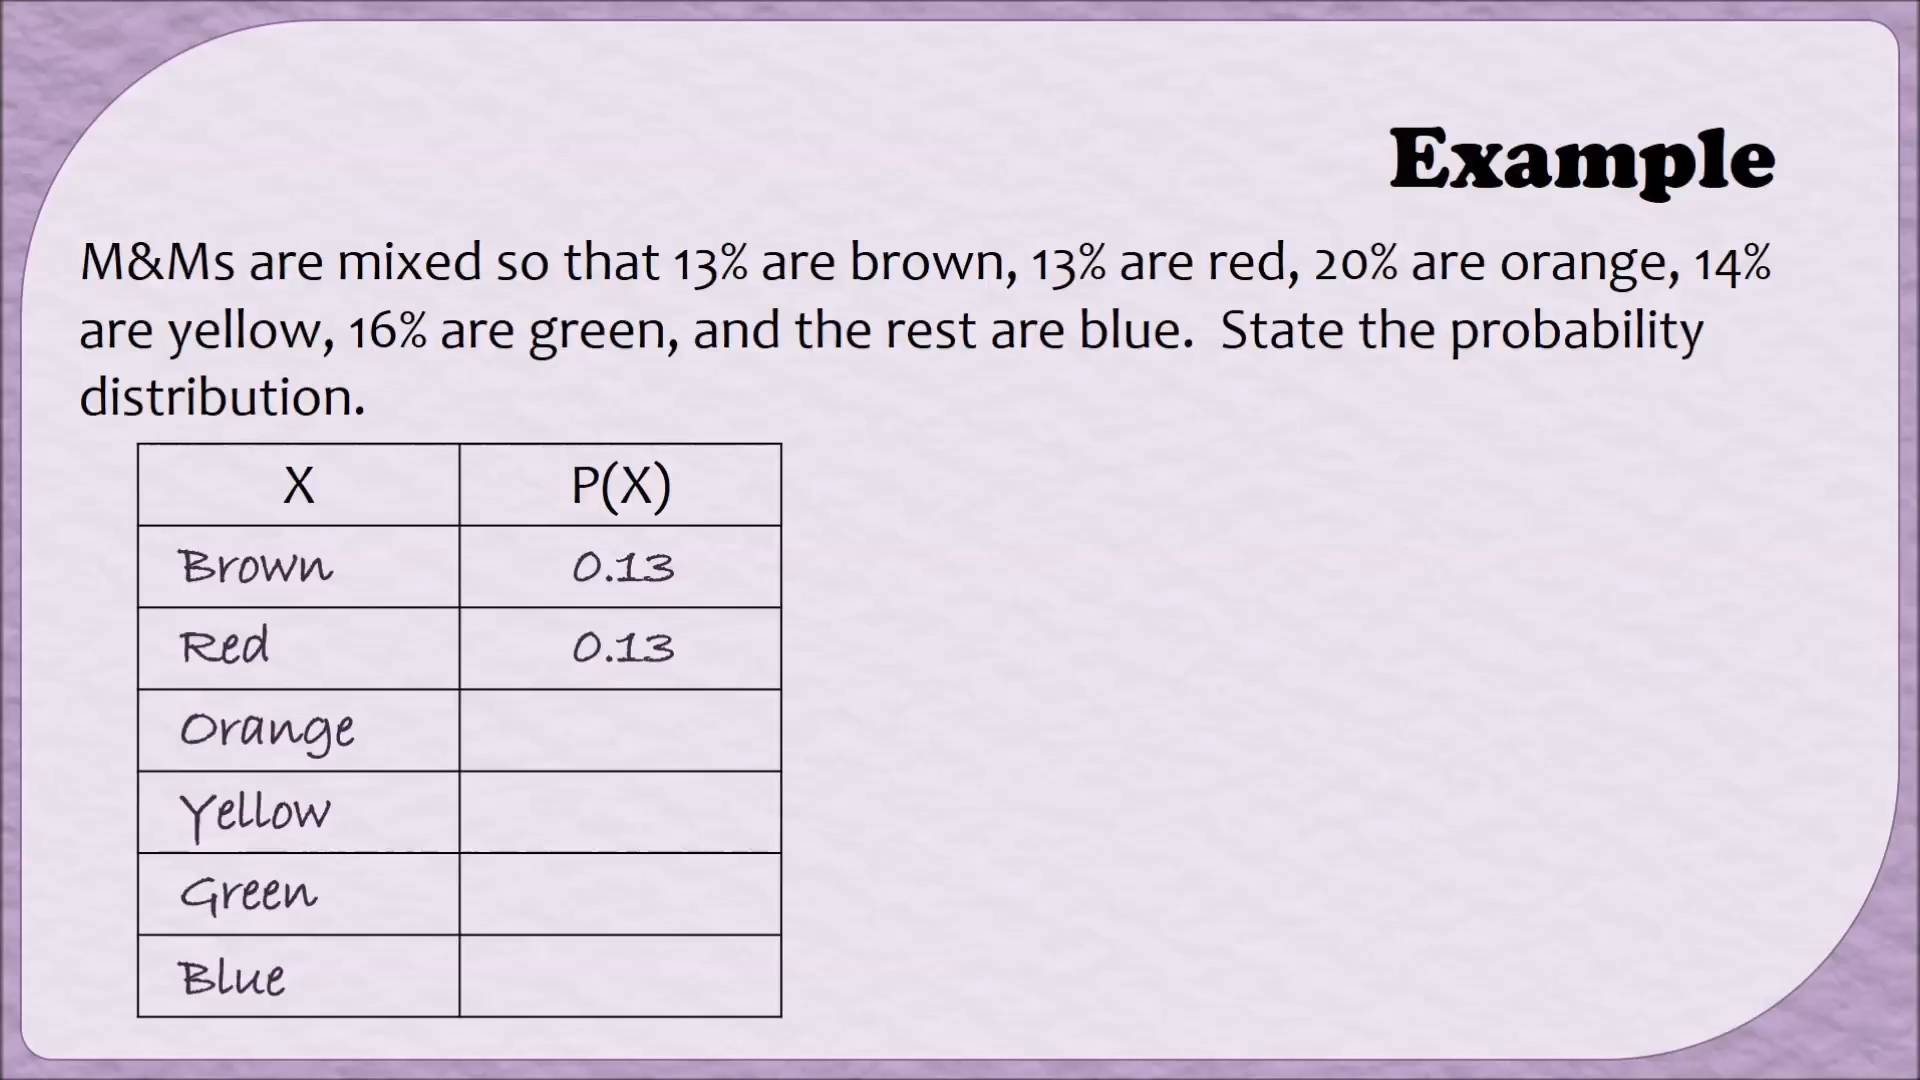 Example
M&Ms are mixed so that 13% are brown, 13% are red, 20% are orange, 14%
are yellow, 16% are green, and the rest are blue. State the probability
distribution.
X P(X)
Brown 0.13
Red 0.13
Orange
Yellow
Green
Blue